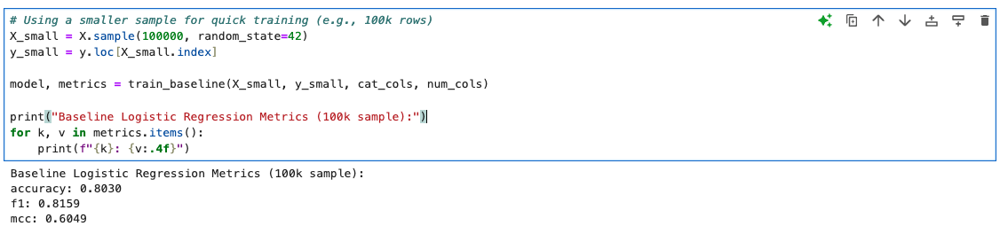 # Using a smaller sample for quick training (e.g., 100k rows)
X_small = X.sample(100000, random_state=42)
y_small = y.loc[X_small.index]

model, metrics = train_baseline(X_small, y_small, cat_cols, num_cols)

print("Baseline Logistic Regression Metrics (100k sample):")
for k, v in metrics.items():
    print(f"{k}: {v:.4f}")
Baseline Logistic Regression Metrics (100k sample):
accuracy: 0.8030
f1: 0.8159
mcc: 0.6049